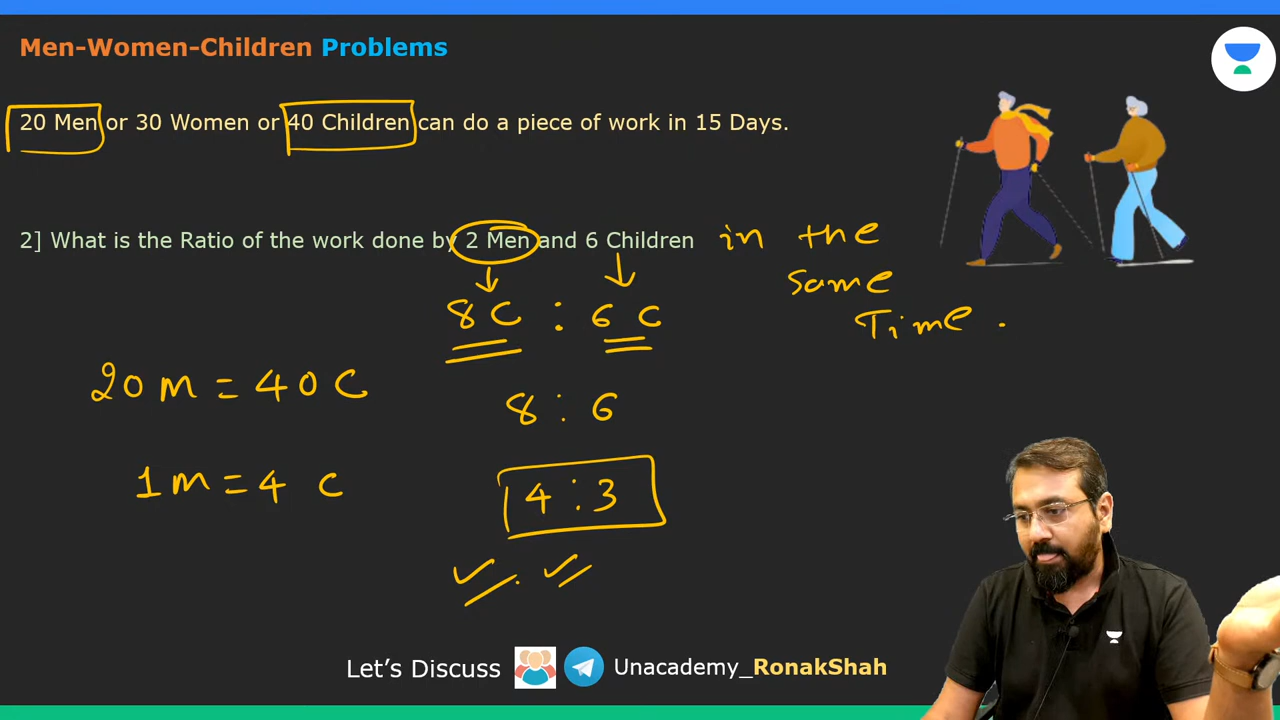 Men-Women-Children Problems
20 Men or 30 Women or 40 Children can do a piece of work in 15 Days.
2] What is the Ratio of the work done by 2 Men and 6 Children in the
same
Time.
8 C : 6 C
20 m = 40 C
8 : 6
1 m = 4 c
4 : 3
Let's Discuss
Unacademy_RonakShah